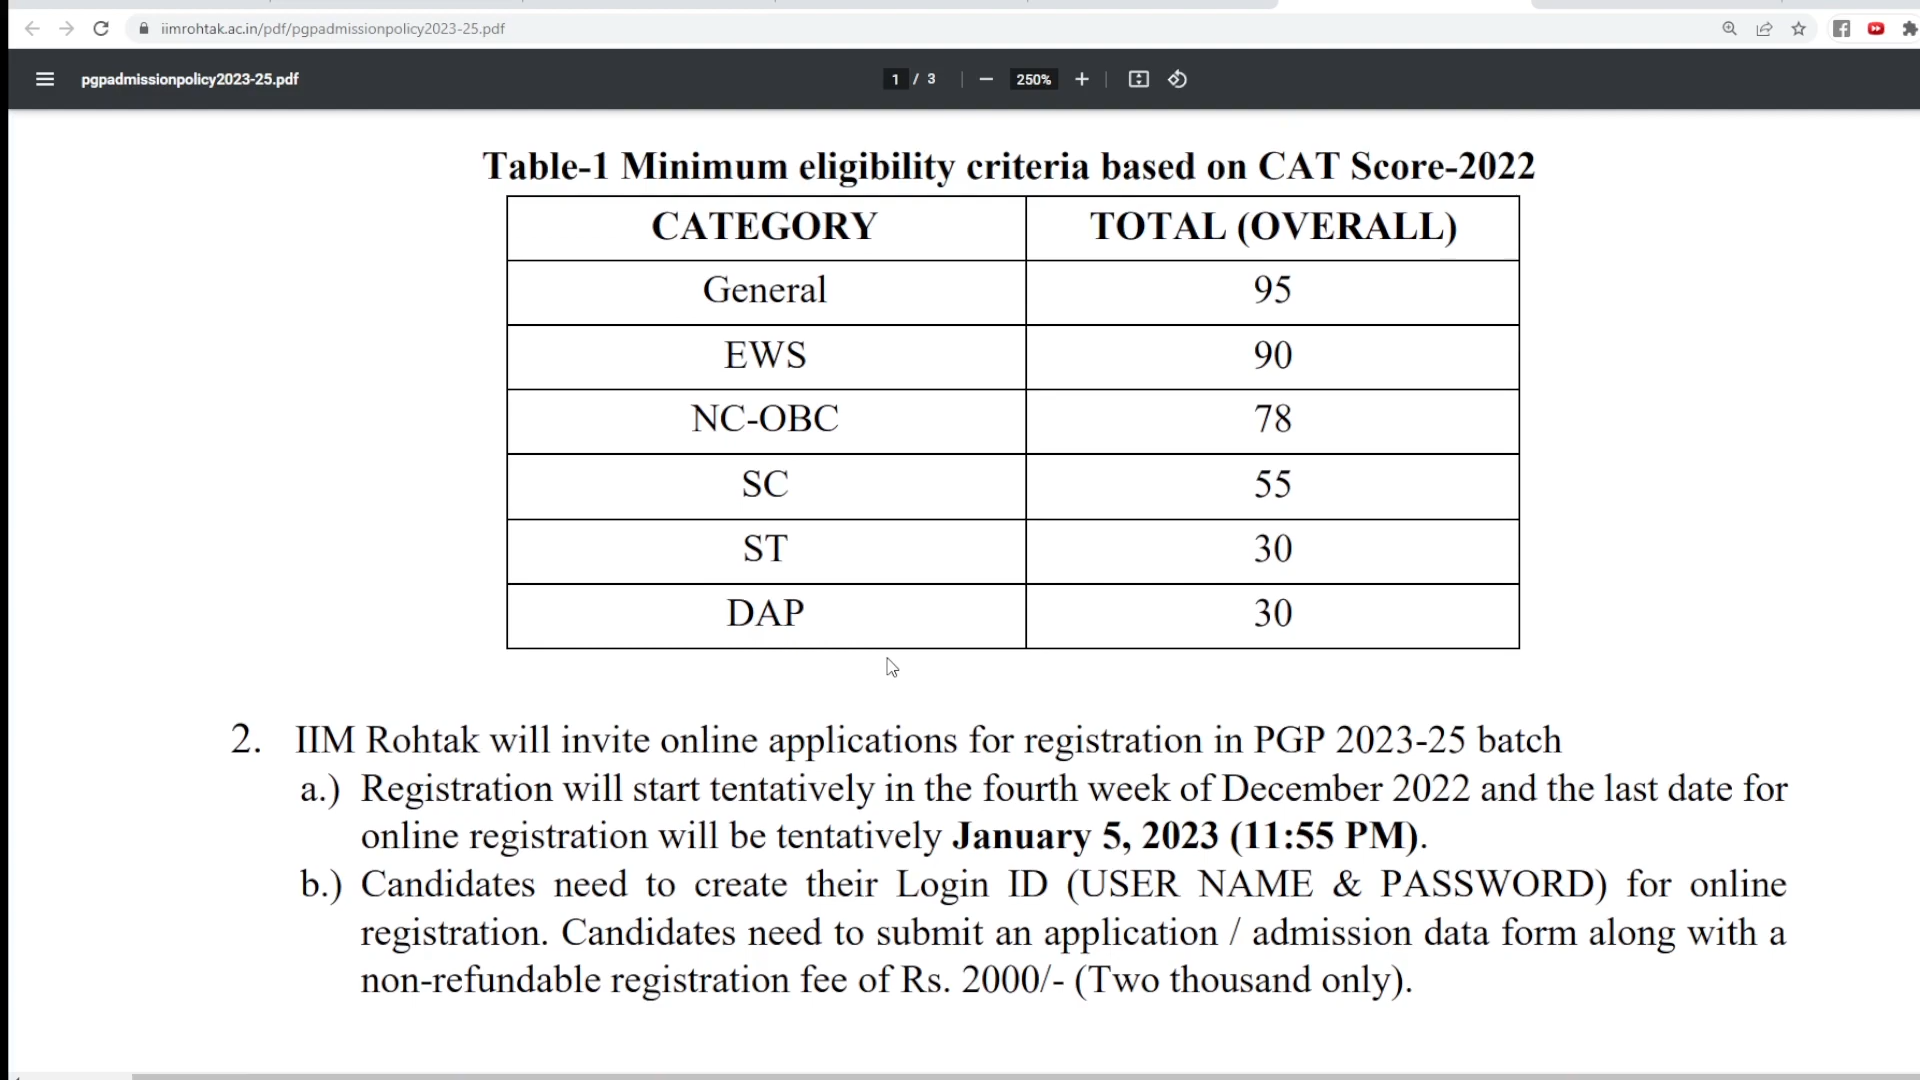 iimrohtak.ac.in/pdf/pgpadmissionpolicy2023-25.pdf
pgpadmissionpolicy2023-25.pdf
1 / 3
250%
Table-1 Minimum eligibility criteria based on CAT Score-2022
CATEGORY TOTAL (OVERALL)
General 95
EWS 90
NC-OBC 78
SC 55
ST 30
DAP 30
2. IIM Rohtak will invite online applications for registration in PGP 2023-25 batch
a.) Registration will start tentatively in the fourth week of December 2022 and the last date for
online registration will be tentatively January 5, 2023 (11:55 PM).
b.) Candidates need to create their Login ID (USER NAME & PASSWORD) for online
registration. Candidates need to submit an application / admission data form along with a
non-refundable registration fee of Rs. 2000/- (Two thousand only).